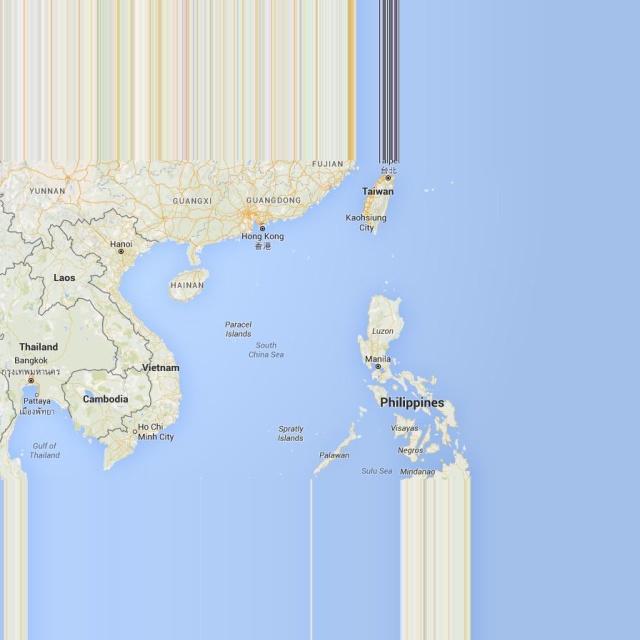 FUJIAN
台北
YUNNAN
Taiwan
GUANGXI
GUANGDONG
Kaohsiung
City
Hong Kong
香港
Hanoi
Laos
HAINAN
Paracel
Islands
Luzon
South
China Sea
Thailand
Manila
Bangkok
กรุงเทพมหานคร
Vietnam
Pattaya
เมืองพัทยา
Cambodia
Philippines
Ho Chi
Minh City
Spratly
Islands
Visayas
Gulf of
Thailand
Negros
Palawan
Sulu Sea
Mindanao